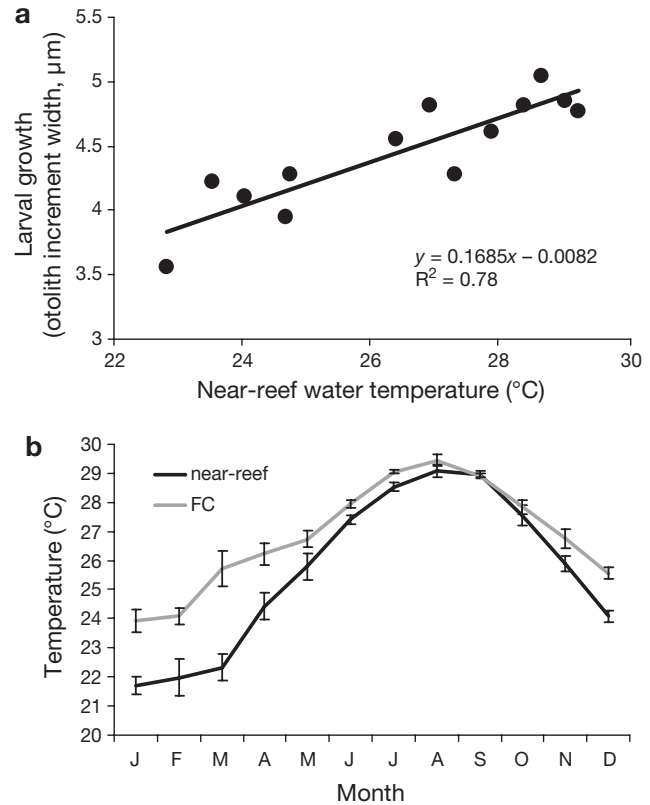 a
Larval growth
(otolith increment width, µm)
5.5
5
4.5
4
3.5
3
y = 0.1685x – 0.0082
R² = 0.78
22 24 26 28 30
Near-reef water temperature (°C)
b
Temperature (°C)
30
29
28
27
26
25
24
23
22
21
20
near-reef
FC
J F M A M J J A S O N D
Month